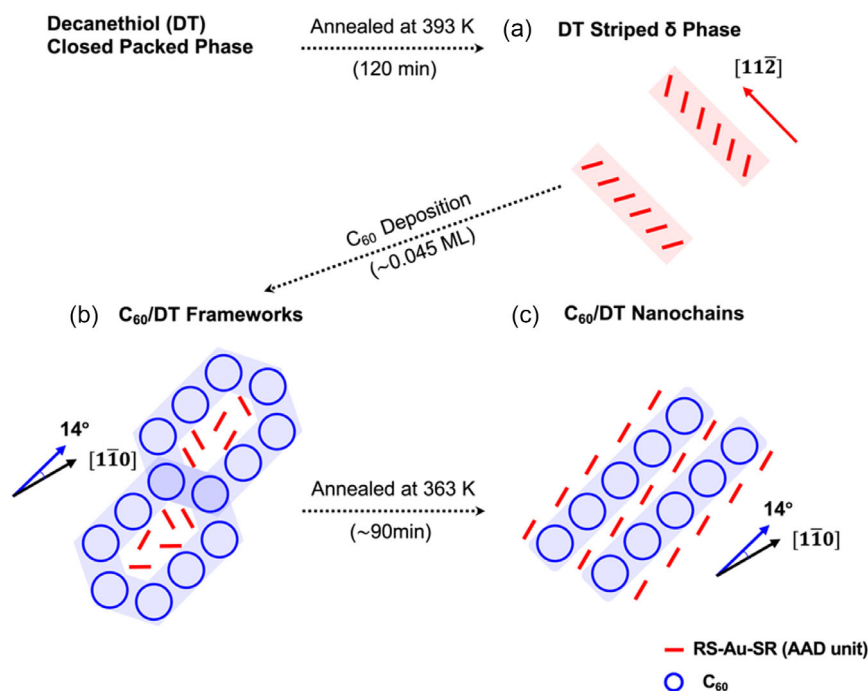 Decanethiol (DT)
Closed Packed Phase
Annealed at 393 K
(120 min)
(a) DT Striped δ Phase
[112̅]
C₆₀ Deposition
(~0.045 ML)
(b) C₆₀/DT Frameworks
(c) C₆₀/DT Nanochains
14°
[11̅0]
Annealed at 363 K
(~90min)
14°
[11̅0]
RS-Au-SR (AAD unit)
C₆₀